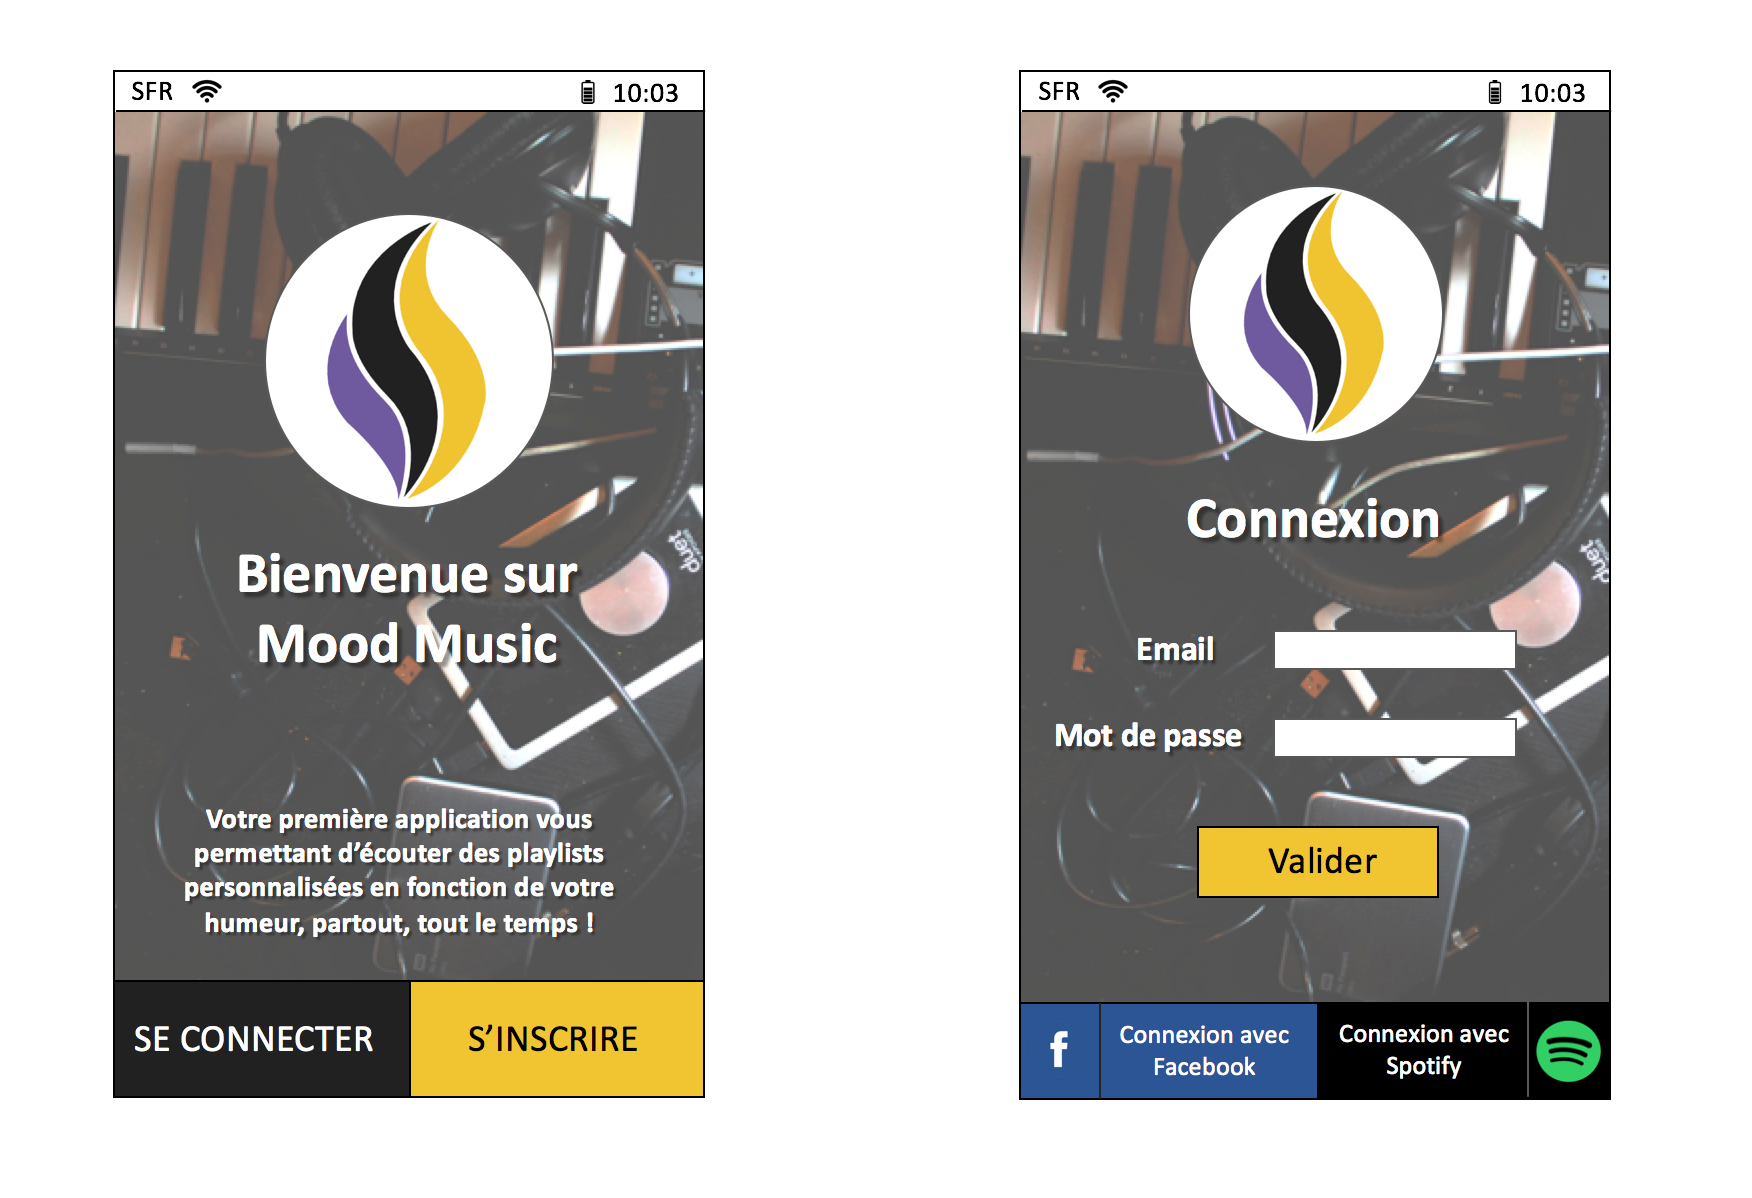 SFR
10:03
Bienvenue sur
Mood Music
Votre première application vous
permettant d’écouter des playlists
personnalisées en fonction de votre
humeur, partout, tout le temps !
SE CONNECTER
S’INSCRIRE
SFR
10:03
Connexion
Email
Mot de passe
Valider
f
Connexion avec
Facebook
Connexion avec
Spotify
duet
duet